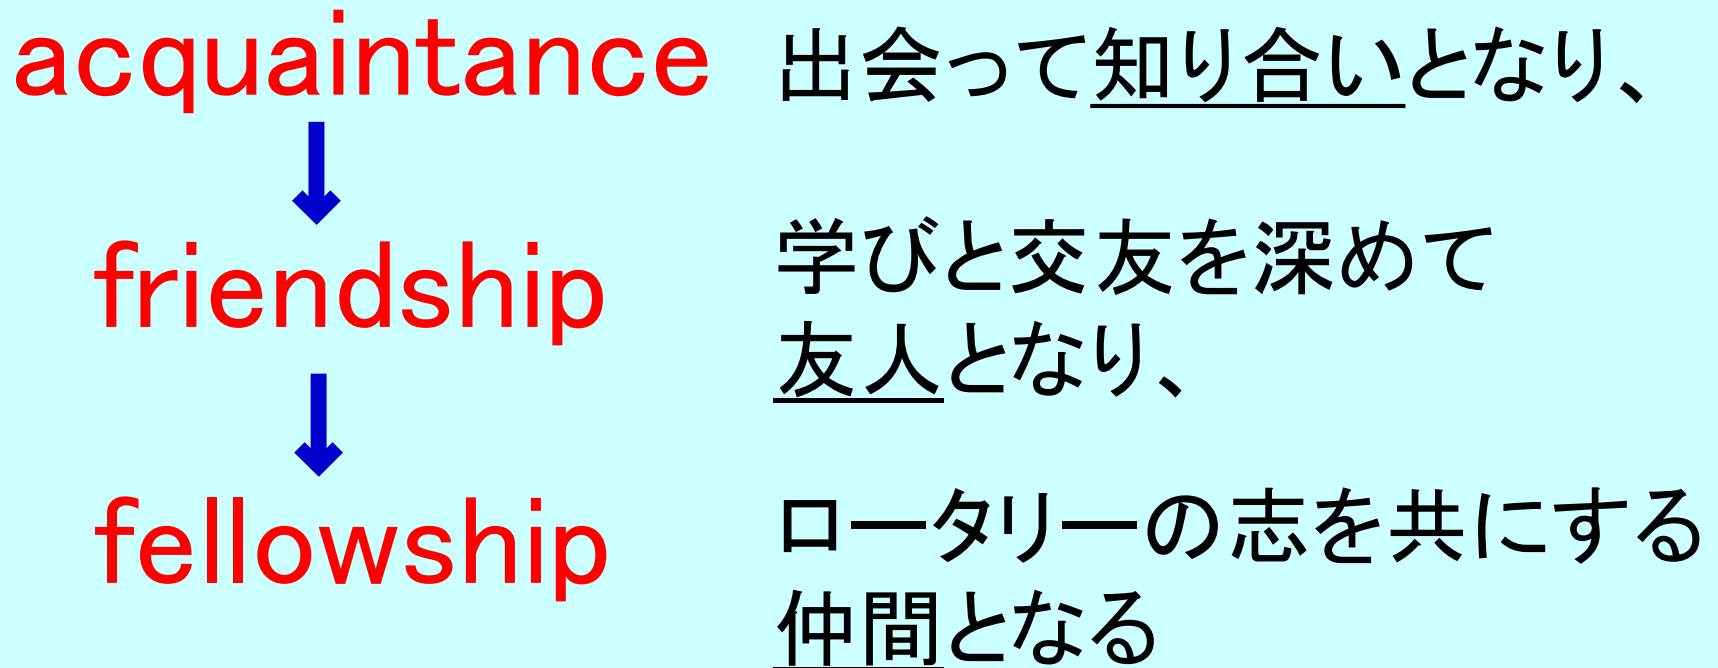 acquaintance 出会って知り合いとなり、
friendship 学びと交友を深めて
友人となり、
fellowship ロータリーの志を共にする
仲間となる